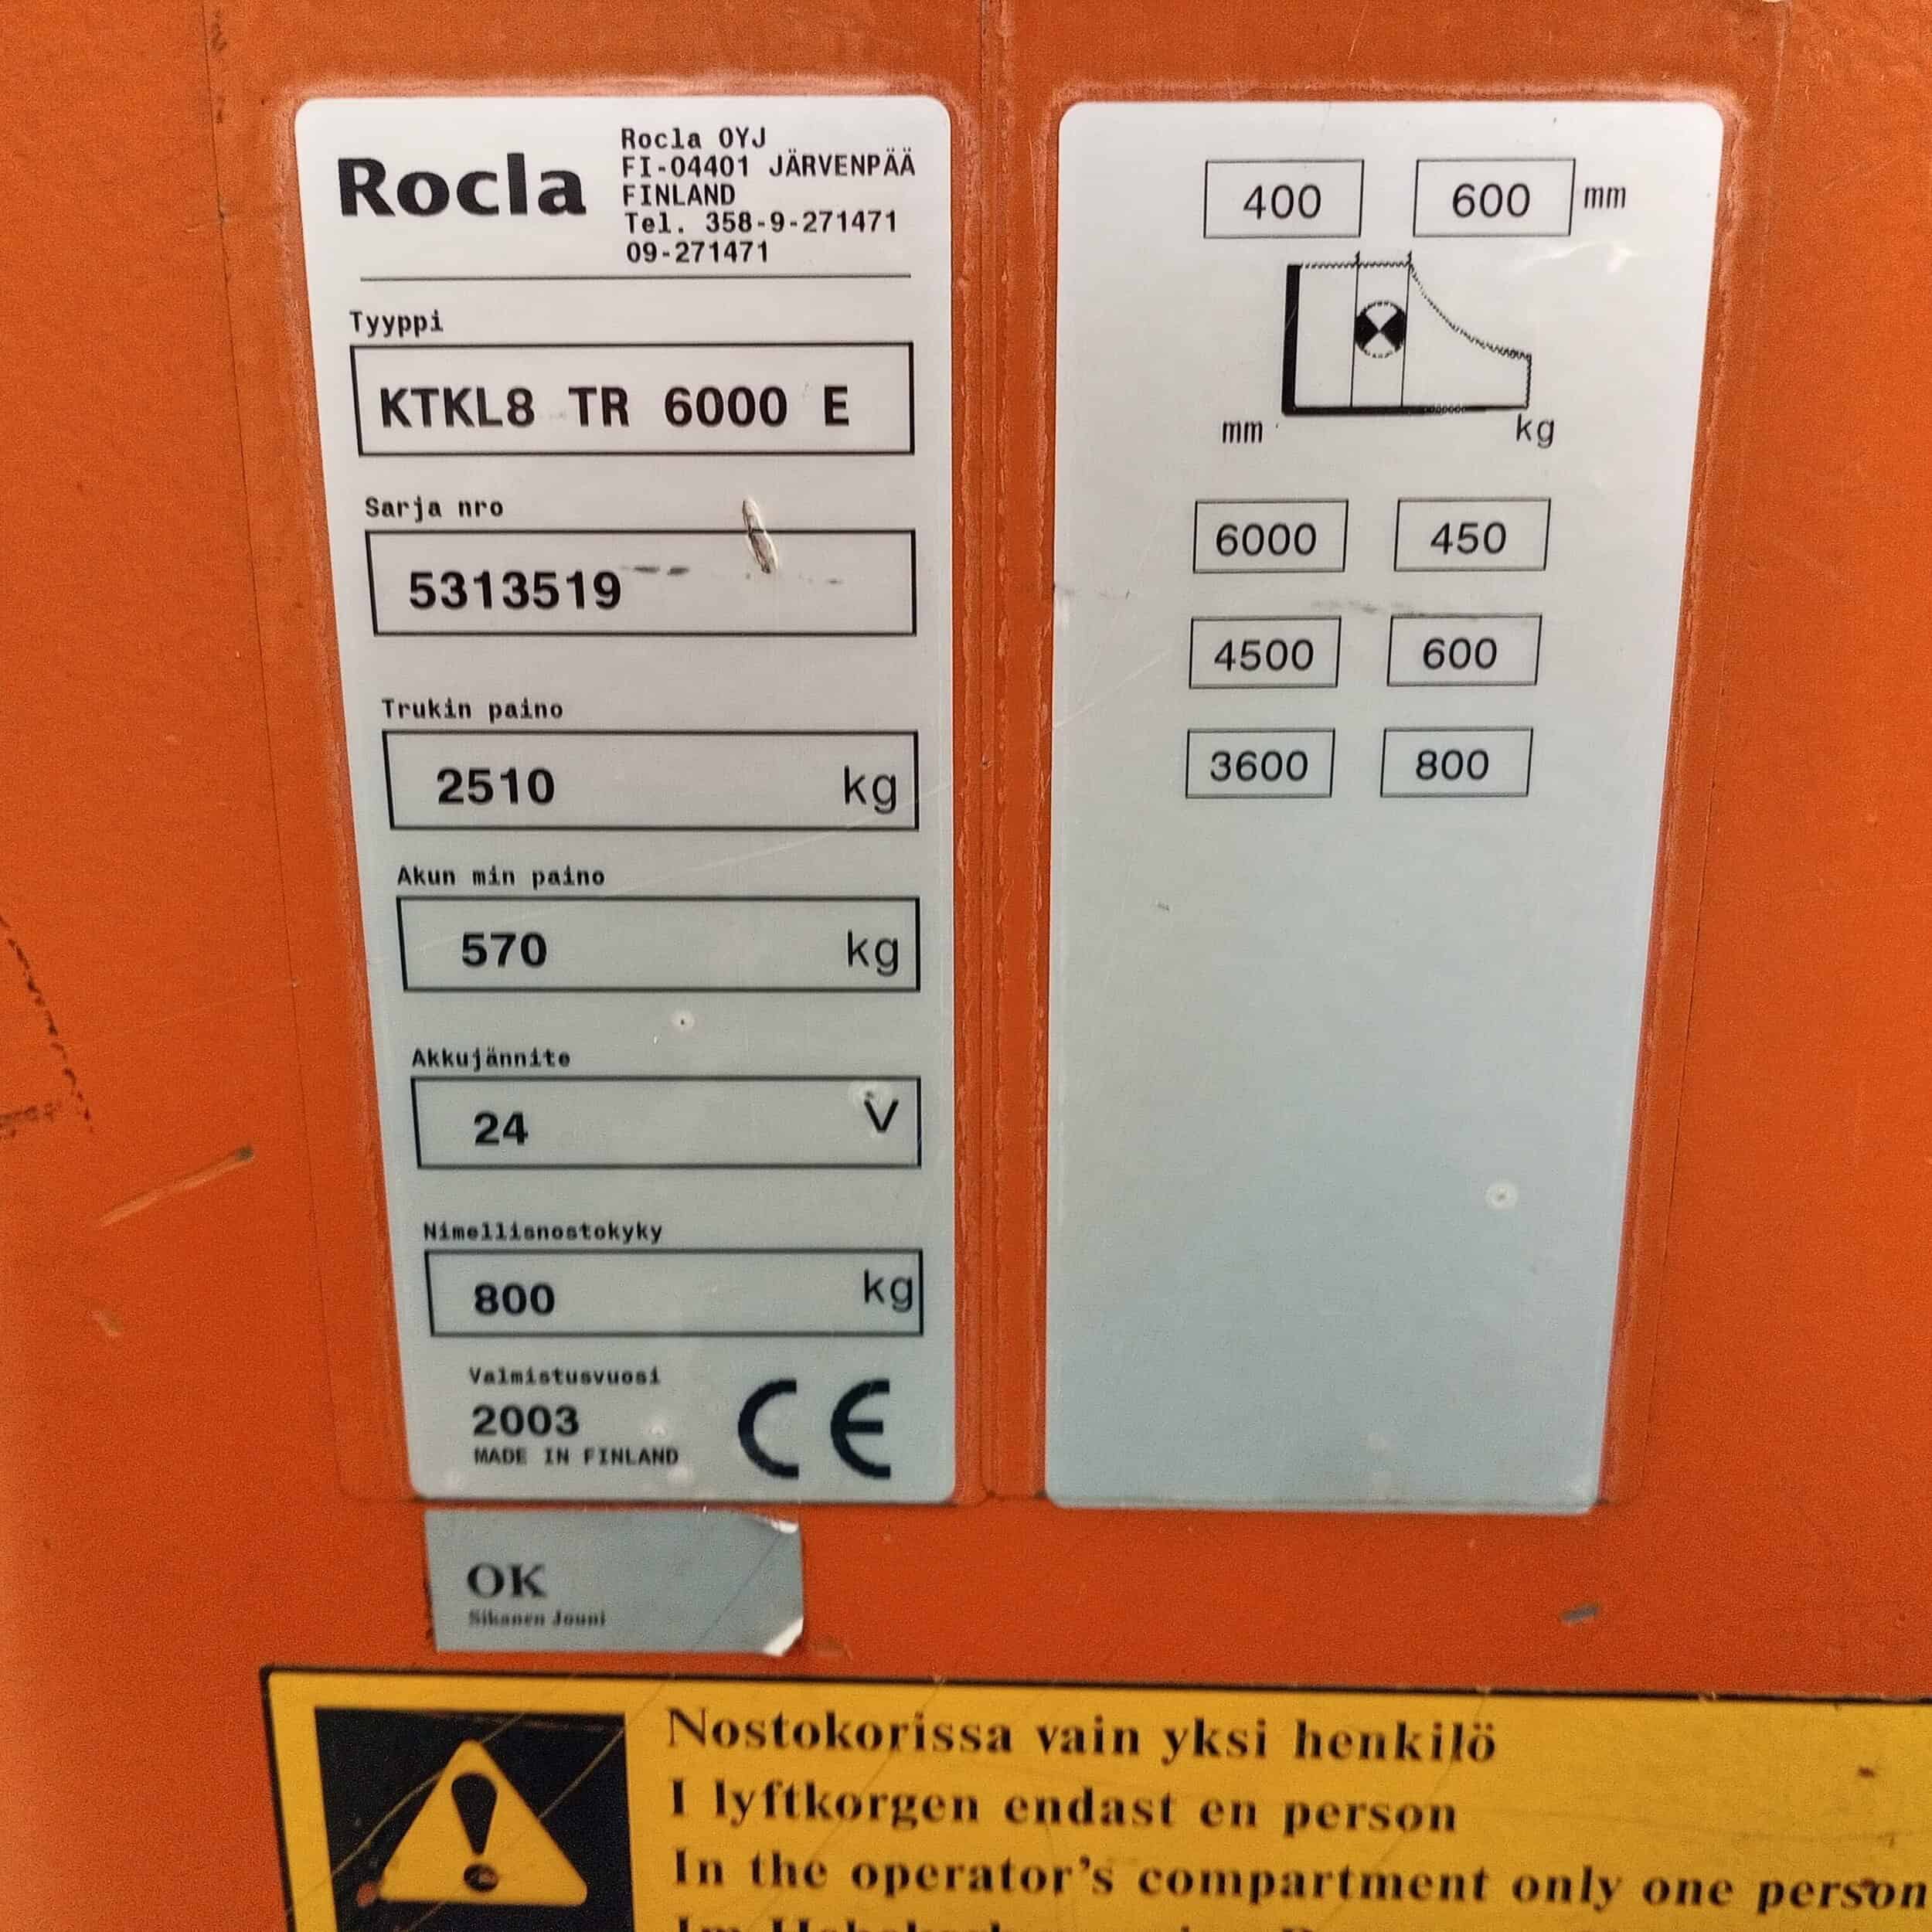 Rocla
Rocla OYJ
FI-04401 JÄRVENPÄÄ
FINLAND
Tel. 358-9-271471
09-271471
Tyyppi
KTKL8 TR 6000 E
Sarja nro
5313519
Trukin paino
2510 kg
Akun min paino
570 kg
Akkujännite
24 V
Nimellisnostokyky
800 kg
Valmistusvuosi
2003
MADE IN FINLAND
CE
400 600 mm
mm kg
6000 450
4500 600
3600 800
OK
Sikanen Jouni
Nostokorissa vain yksi henkilö
I lyftkorgen endast en person
In the operator's compartment only one person